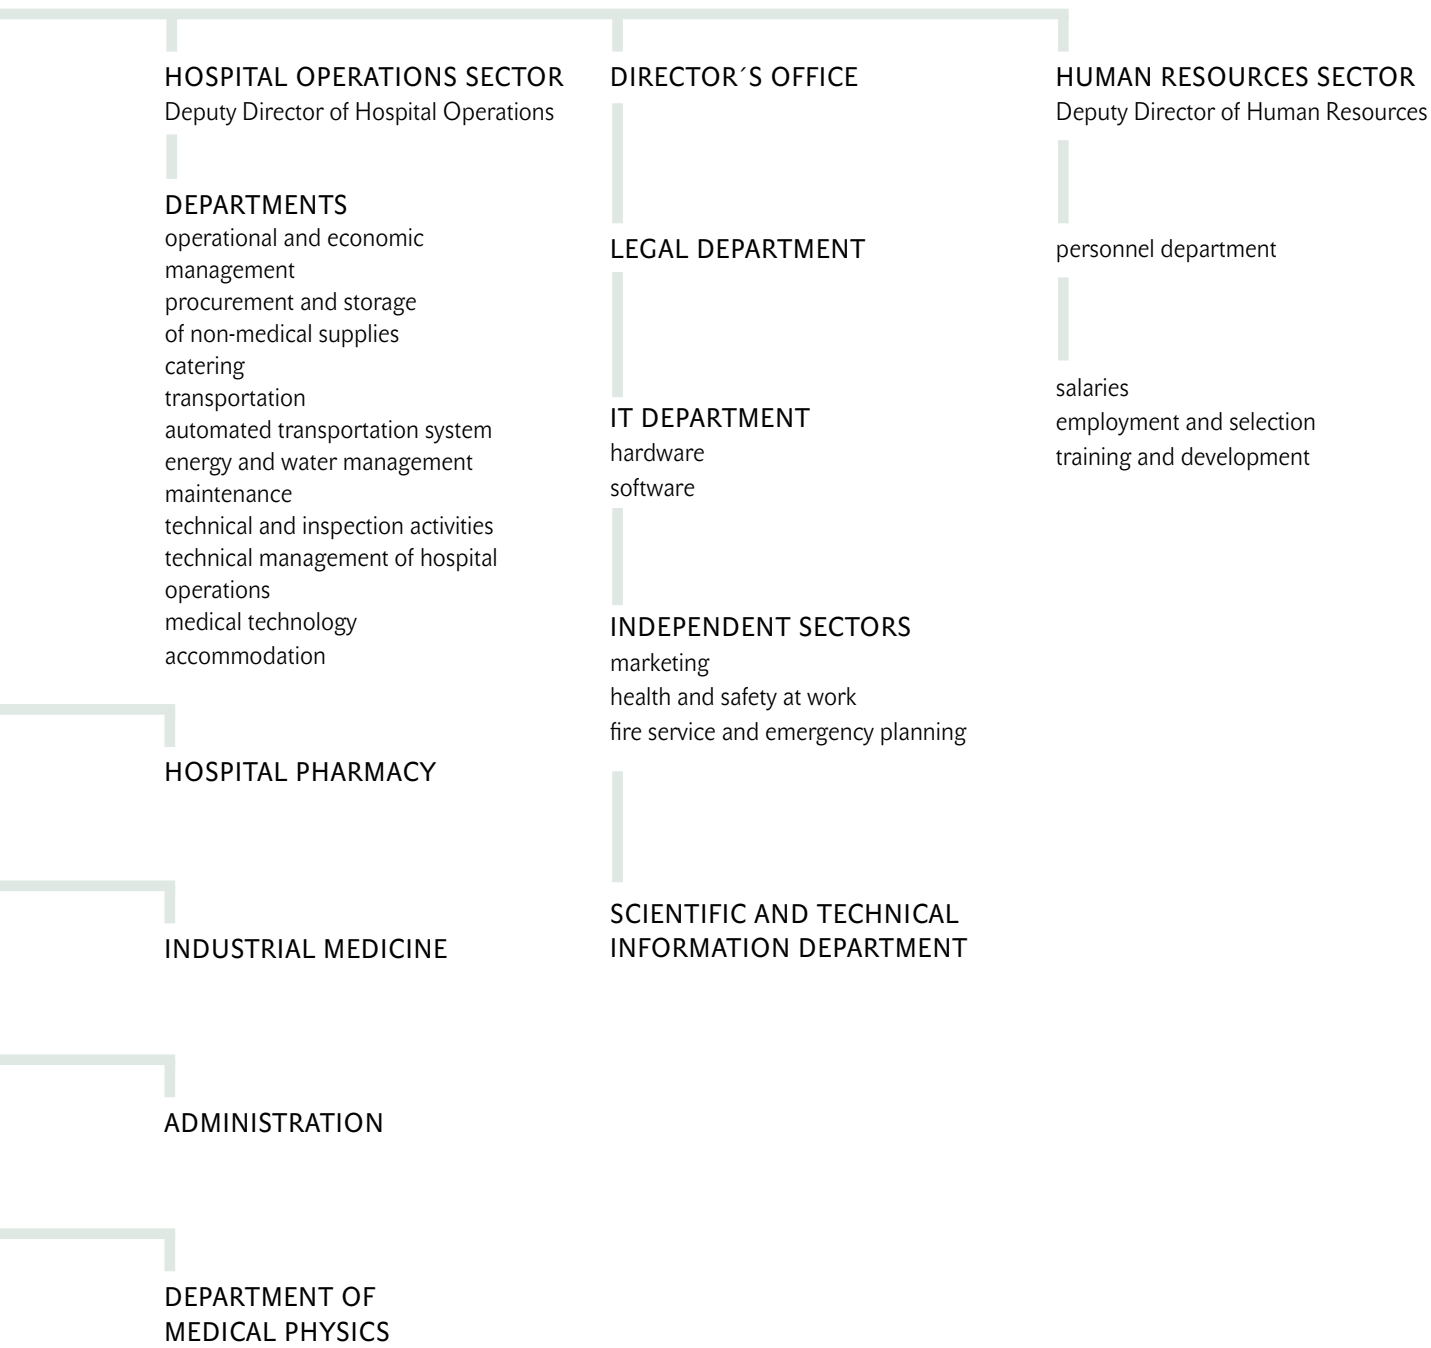 HOSPITAL OPERATIONS SECTOR
Deputy Director of Hospital Operations
DEPARTMENTS
operational and economic
management
procurement and storage
of non-medical supplies
catering
transportation
automated transportation system
energy and water management
maintenance
technical and inspection activities
technical management of hospital
operations
medical technology
accommodation
HOSPITAL PHARMACY
INDUSTRIAL MEDICINE
ADMINISTRATION
DEPARTMENT OF
MEDICAL PHYSICS
DIRECTOR´S OFFICE
LEGAL DEPARTMENT
IT DEPARTMENT
hardware
software
INDEPENDENT SECTORS
marketing
health and safety at work
fire service and emergency planning
SCIENTIFIC AND TECHNICAL
INFORMATION DEPARTMENT
HUMAN RESOURCES SECTOR
Deputy Director of Human Resources
personnel department
salaries
employment and selection
training and development